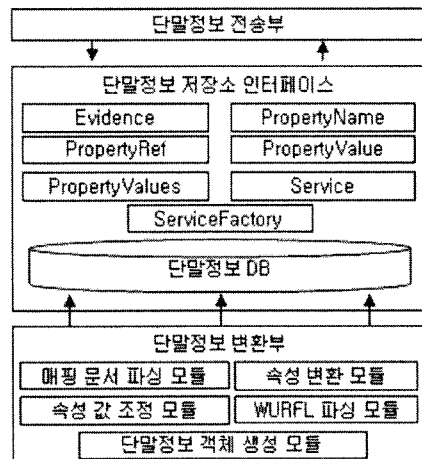 단말정보 전송부
단말정보 저장소 인터페이스
Evidence PropertyName
PropertyRef PropertyValue
PropertyValues Service
ServiceFactory
단말정보 DB
단말정보 변환부
매핑 문서 파싱 모듈 속성 변환 모듈
속성 값 조정 모듈 WURFL 파싱 모듈
단말정보 객체 생성 모듈